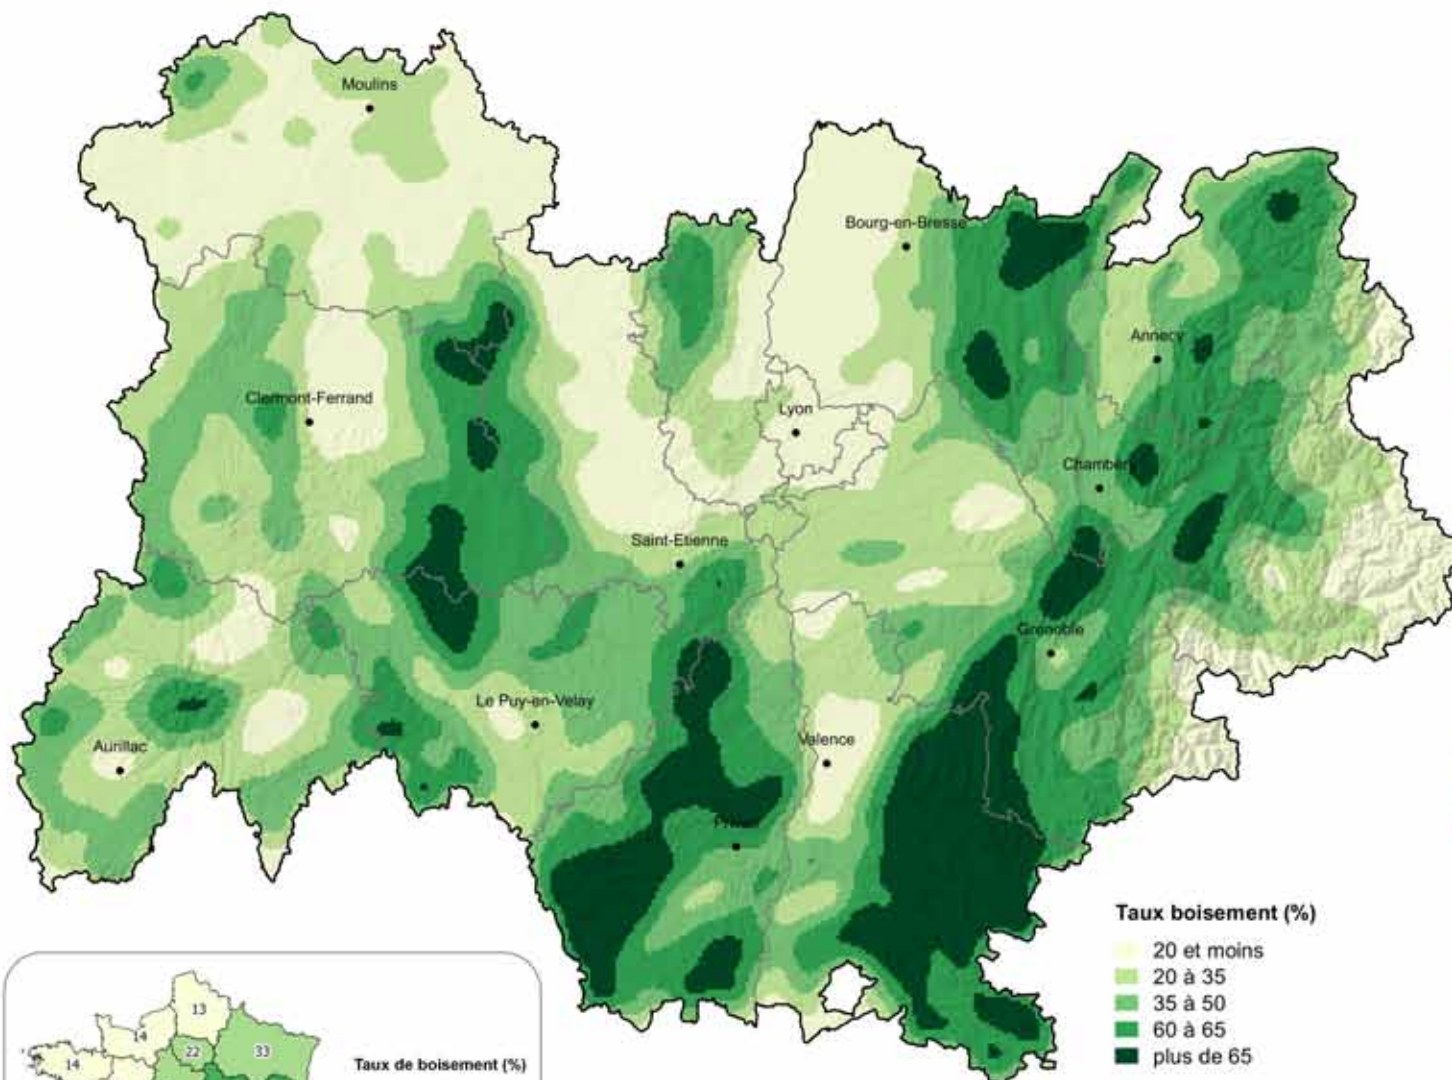 Moulins
Bourg-en-Bresse
Annecy
Clermont-Ferrand
Lyon
Chambéry
Saint-Etienne
Grenoble
Le Puy-en-Velay
Valence
Aurillac
Privas
Taux boisement (%)
20 et moins
20 à 35
35 à 50
60 à 65
plus de 65
13
14
22
33
14
Taux de boisement (%)